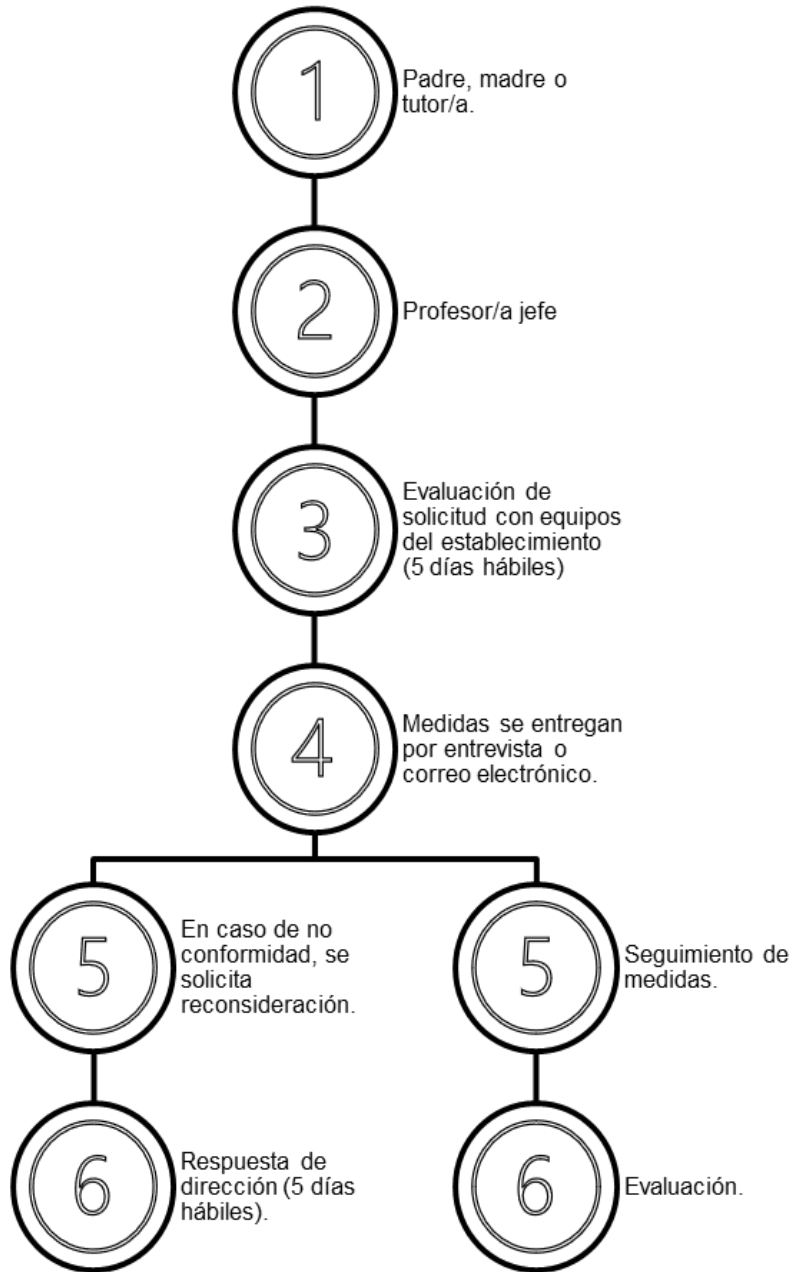 1
Padre, madre o
tutor/a.
2
Profesor/a jefe
3
Evaluación de
solicitud con equipos
del establecimiento
(5 días hábiles)
4
Medidas se entregan
por entrevista o
correo electrónico.
5
En caso de no
conformidad, se
solicita
reconsideración.
5
Seguimiento de
medidas.
6
Respuesta de
dirección (5 días
hábiles).
6
Evaluación.